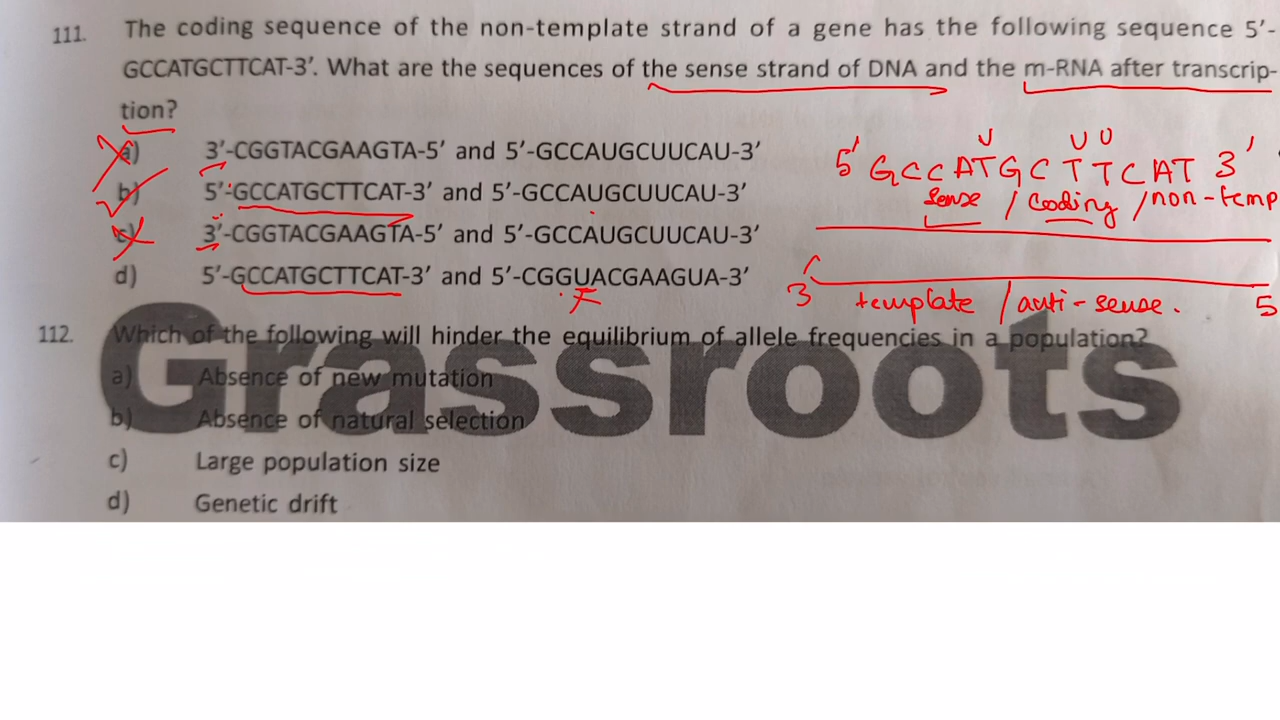 111. The coding sequence of the non-template strand of a gene has the following sequence 5′-
GCCATGCTTCAT-3′. What are the sequences of the sense strand of DNA and the m-RNA after transcrip-
tion?
a) 3′-CGGTACGAAGTA-5′ and 5′-GCCAUGCUUCAU-3′
b) 5′-GCCATGCTTCAT-3′ and 5′-GCCAUGCUUCAU-3′
c) 3′-CGGTACGAAGTA-5′ and 5′-GCCAUGCUUCAU-3′
d) 5′-GCCATGCTTCAT-3′ and 5′-CGGUACGAAGUA-3′
U U U
5′ GCCATGCTTCAT 3′
Sense / Coding / non-temp
3′ 5
template / anti-sense.
112. Which of the following will hinder the equilibrium of allele frequencies in a population?
a) Absence of new mutation
b) Absence of natural selection
c) Large population size
d) Genetic drift
Grassroots